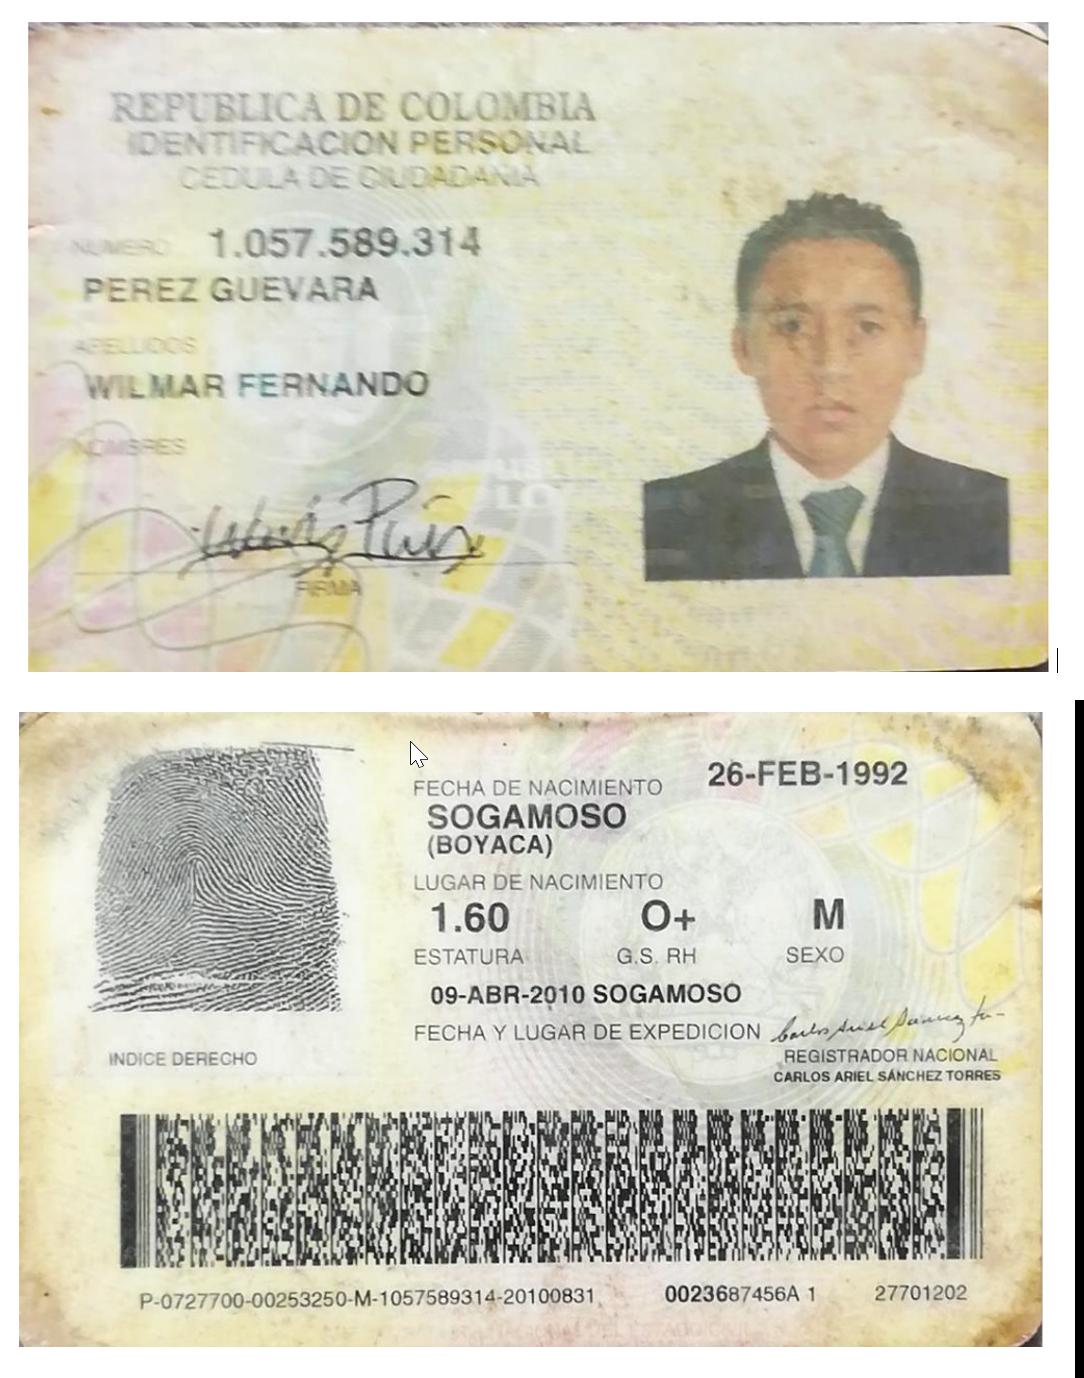 REPUBLICA DE COLOMBIA
IDENTIFICACION PERSONAL
CEDULA DE CIUDADANIA
NUMERO 1.057.589.314
PEREZ GUEVARA
APELLIDOS
WILMAR FERNANDO
NOMBRES
FIRMA
FECHA DE NACIMIENTO 26-FEB-1992
SOGAMOSO
(BOYACA)
LUGAR DE NACIMIENTO
1.60 O+ M
ESTATURA G.S. RH SEXO
09-ABR-2010 SOGAMOSO
FECHA Y LUGAR DE EXPEDICION
INDICE DERECHO
REGISTRADOR NACIONAL
CARLOS ARIEL SÁNCHEZ TORRES
P-0727700-00253250-M-1057589314-20100831 0023687456A 1 27701202